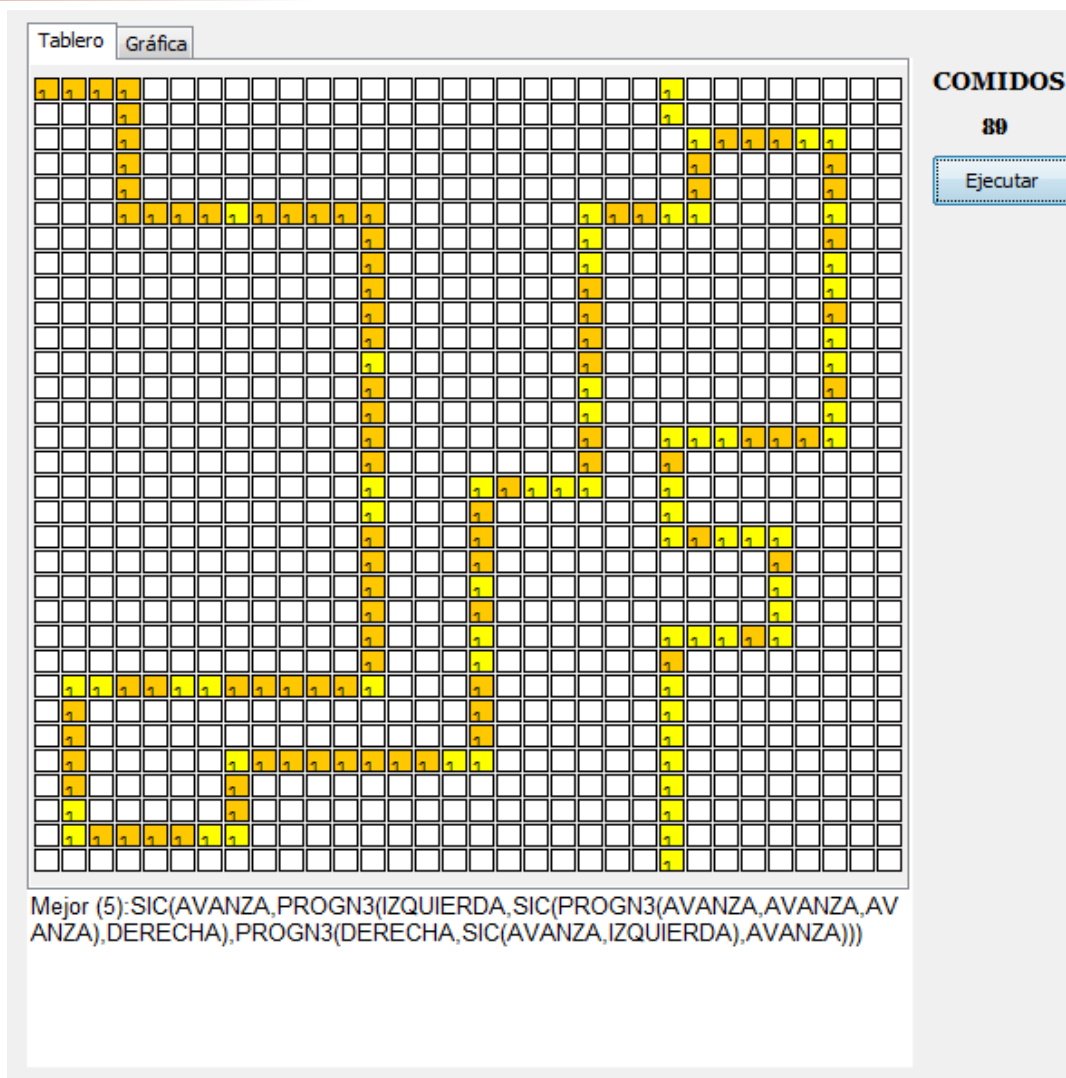 Tablero Gráfica
COMIDOS
89
Ejecutar
Mejor (5):SIC(AVANZA,PROGN3(IZQUIERDA,SIC(PROGN3(AVANZA,AVANZA,AV
ANZA),DERECHA),PROGN3(DERECHA,SIC(AVANZA,IZQUIERDA),AVANZA)))